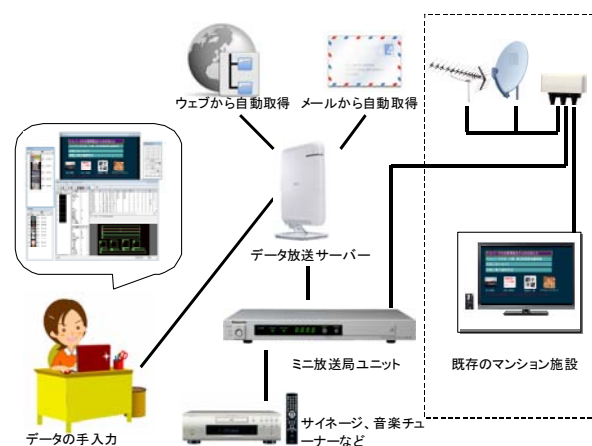 ウェブから自動取得
メールから自動取得
データ放送サーバー
ミニ放送局ユニット
既存のマンション施設
サイネージ、音楽チュ
ーナーなど
データの手入力